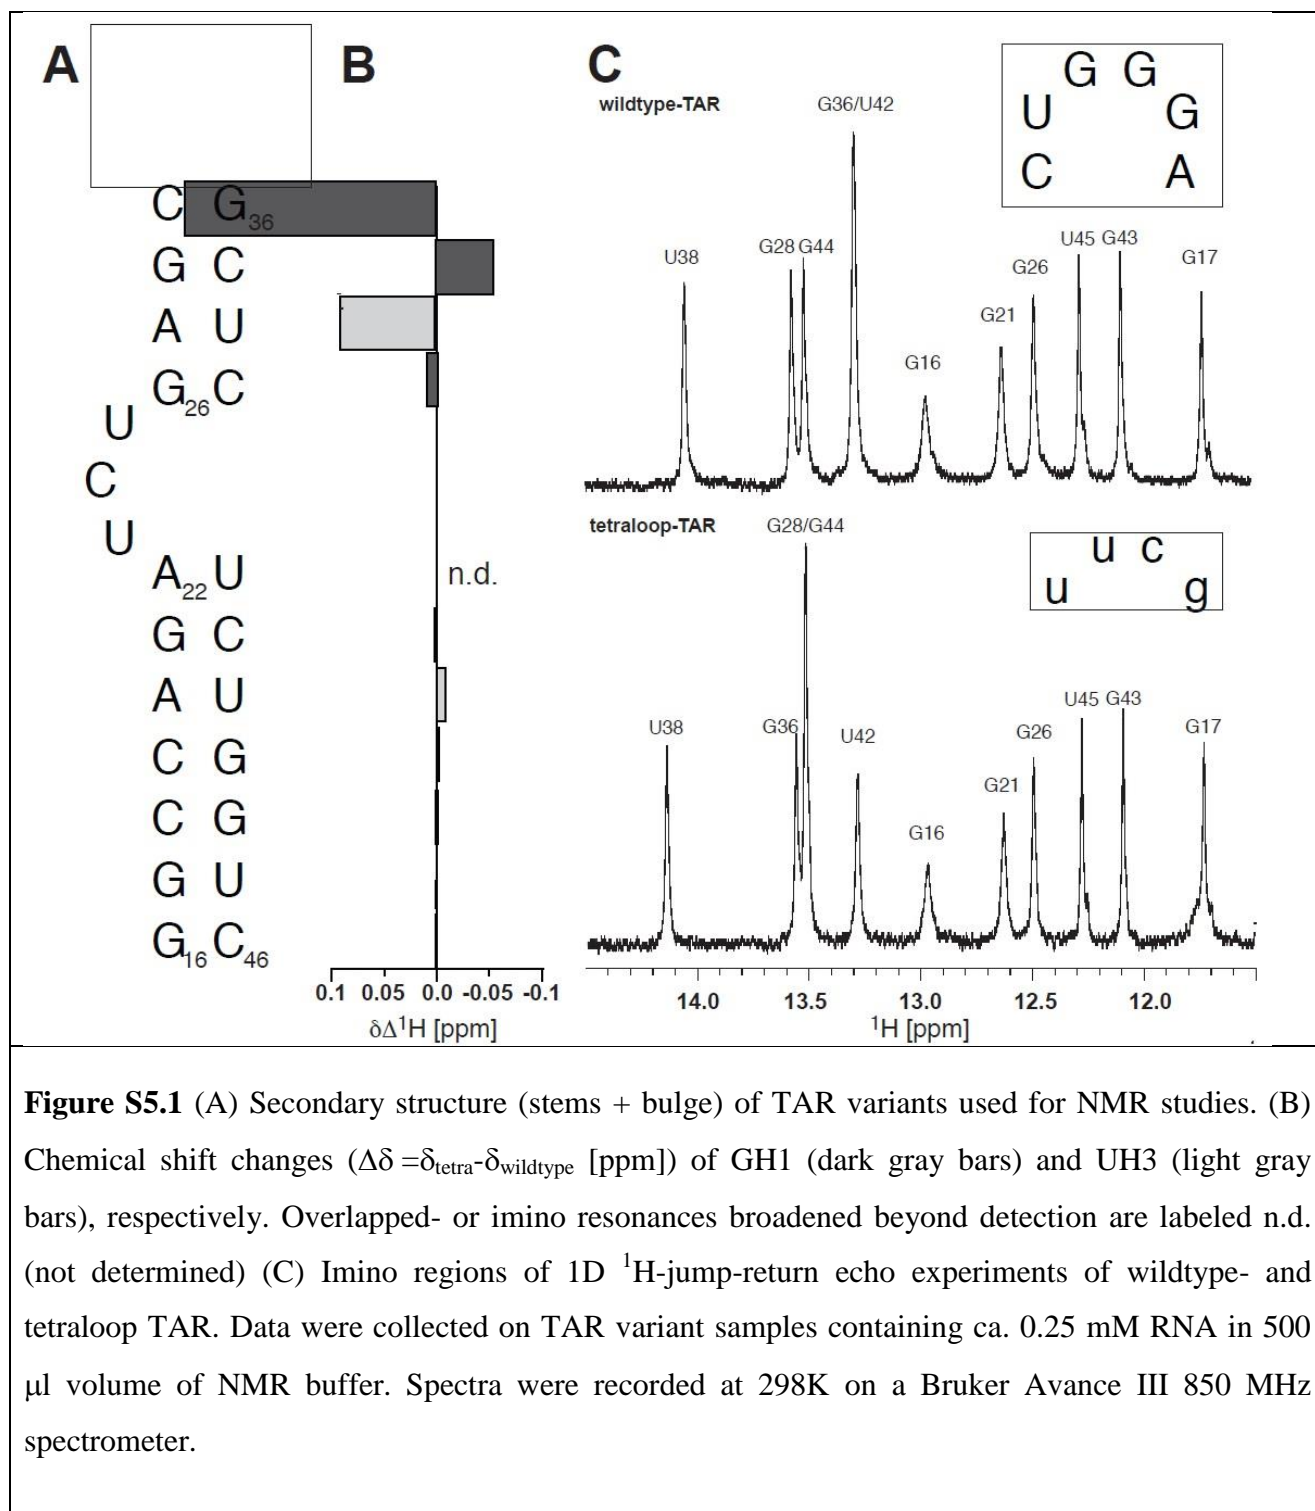 A
B
C
wildtype-TAR
G36/U42
G G
U G
C A
U38
G28 G44
G16
G21
G26
U45 G43
G17
C G36
G C
A U
G26 C
U
C
U
A22 U
n.d.
G C
A U
C G
C G
G U
G16 C46
0.1 0.05 0.0 -0.05 -0.1
δΔ1H [ppm]
tetraloop-TAR
G28/G44
u c
u g
U38
G36
U42
G16
G21
G26
U45 G43
G17
14.0 13.5 13.0 12.5 12.0
1H [ppm]
Figure S5.1 (A) Secondary structure (stems + bulge) of TAR variants used for NMR studies. (B)
Chemical shift changes (Δδ =δtetra-δwildtype [ppm]) of GH1 (dark gray bars) and UH3 (light gray
bars), respectively. Overlapped- or imino resonances broadened beyond detection are labeled n.d.
(not determined) (C) Imino regions of 1D 1H-jump-return echo experiments of wildtype- and
tetraloop TAR. Data were collected on TAR variant samples containing ca. 0.25 mM RNA in 500
μl volume of NMR buffer. Spectra were recorded at 298K on a Bruker Avance III 850 MHz
spectrometer.